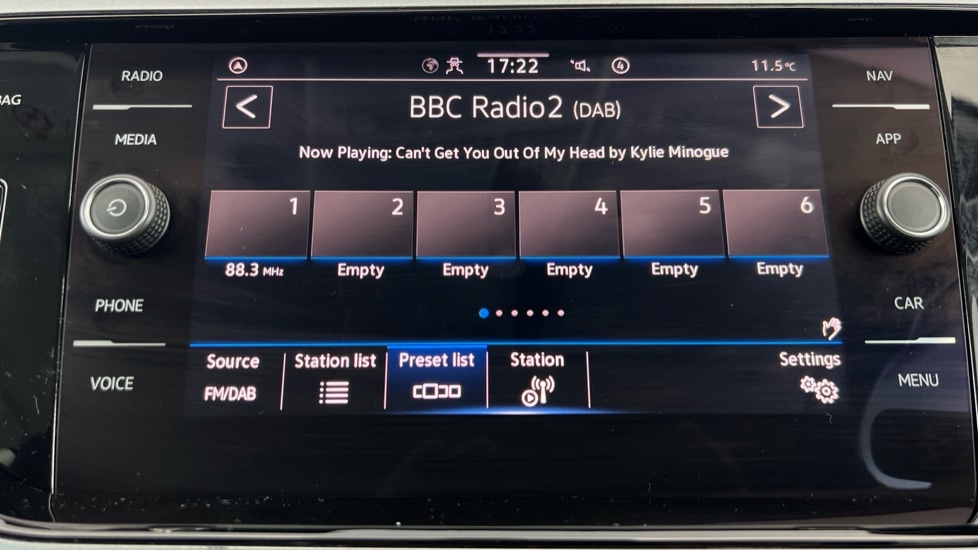 BAG
RADIO
MEDIA
PHONE
VOICE
17:22
4
11.5°C
< BBC Radio2 (DAB) >
Now Playing: Can't Get You Out Of My Head by Kylie Minogue
1 2 3 4 5 6
88.3 MHz Empty Empty Empty Empty Empty
Source Station list Preset list Station Settings
FM/DAB
NAV
APP
CAR
MENU